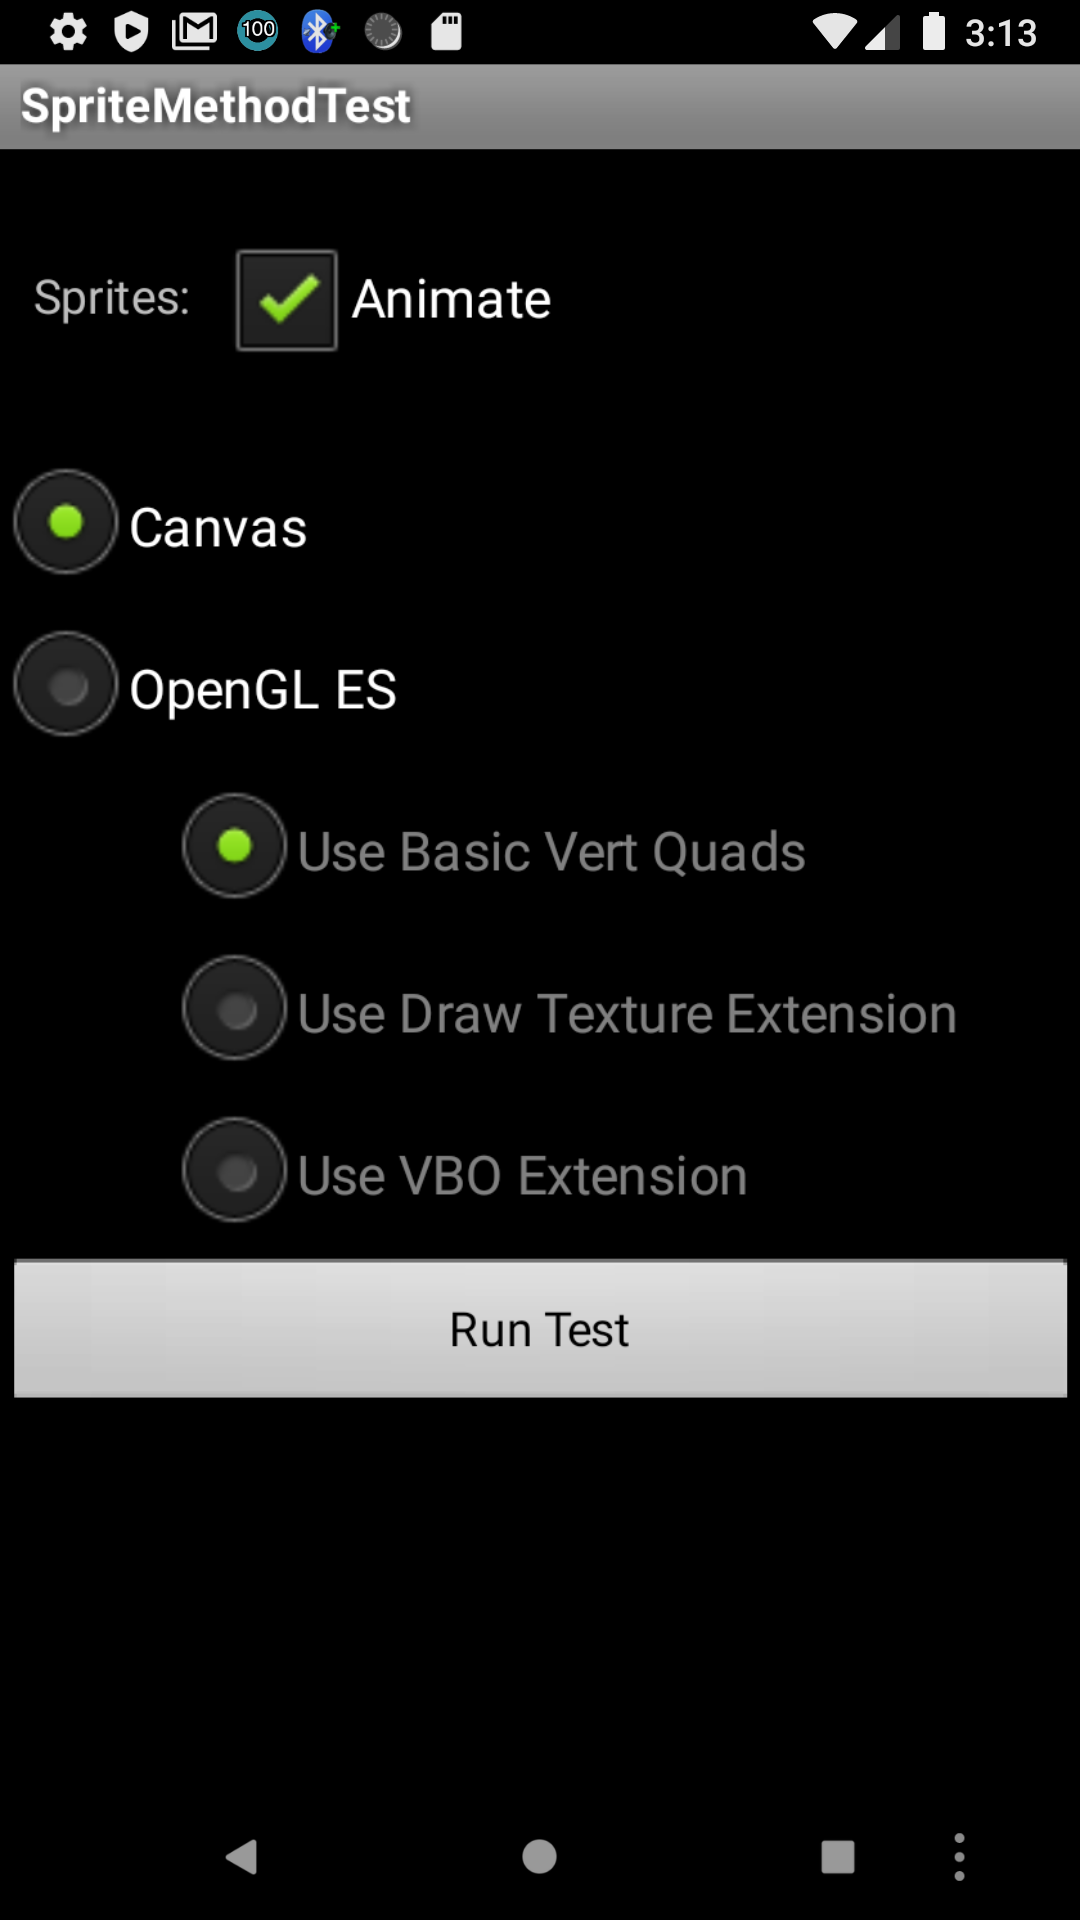 100
3:13
SpriteMethodTest
Sprites:
Animate
Canvas
OpenGL ES
Use Basic Vert Quads
Use Draw Texture Extension
Use VBO Extension
Run Test